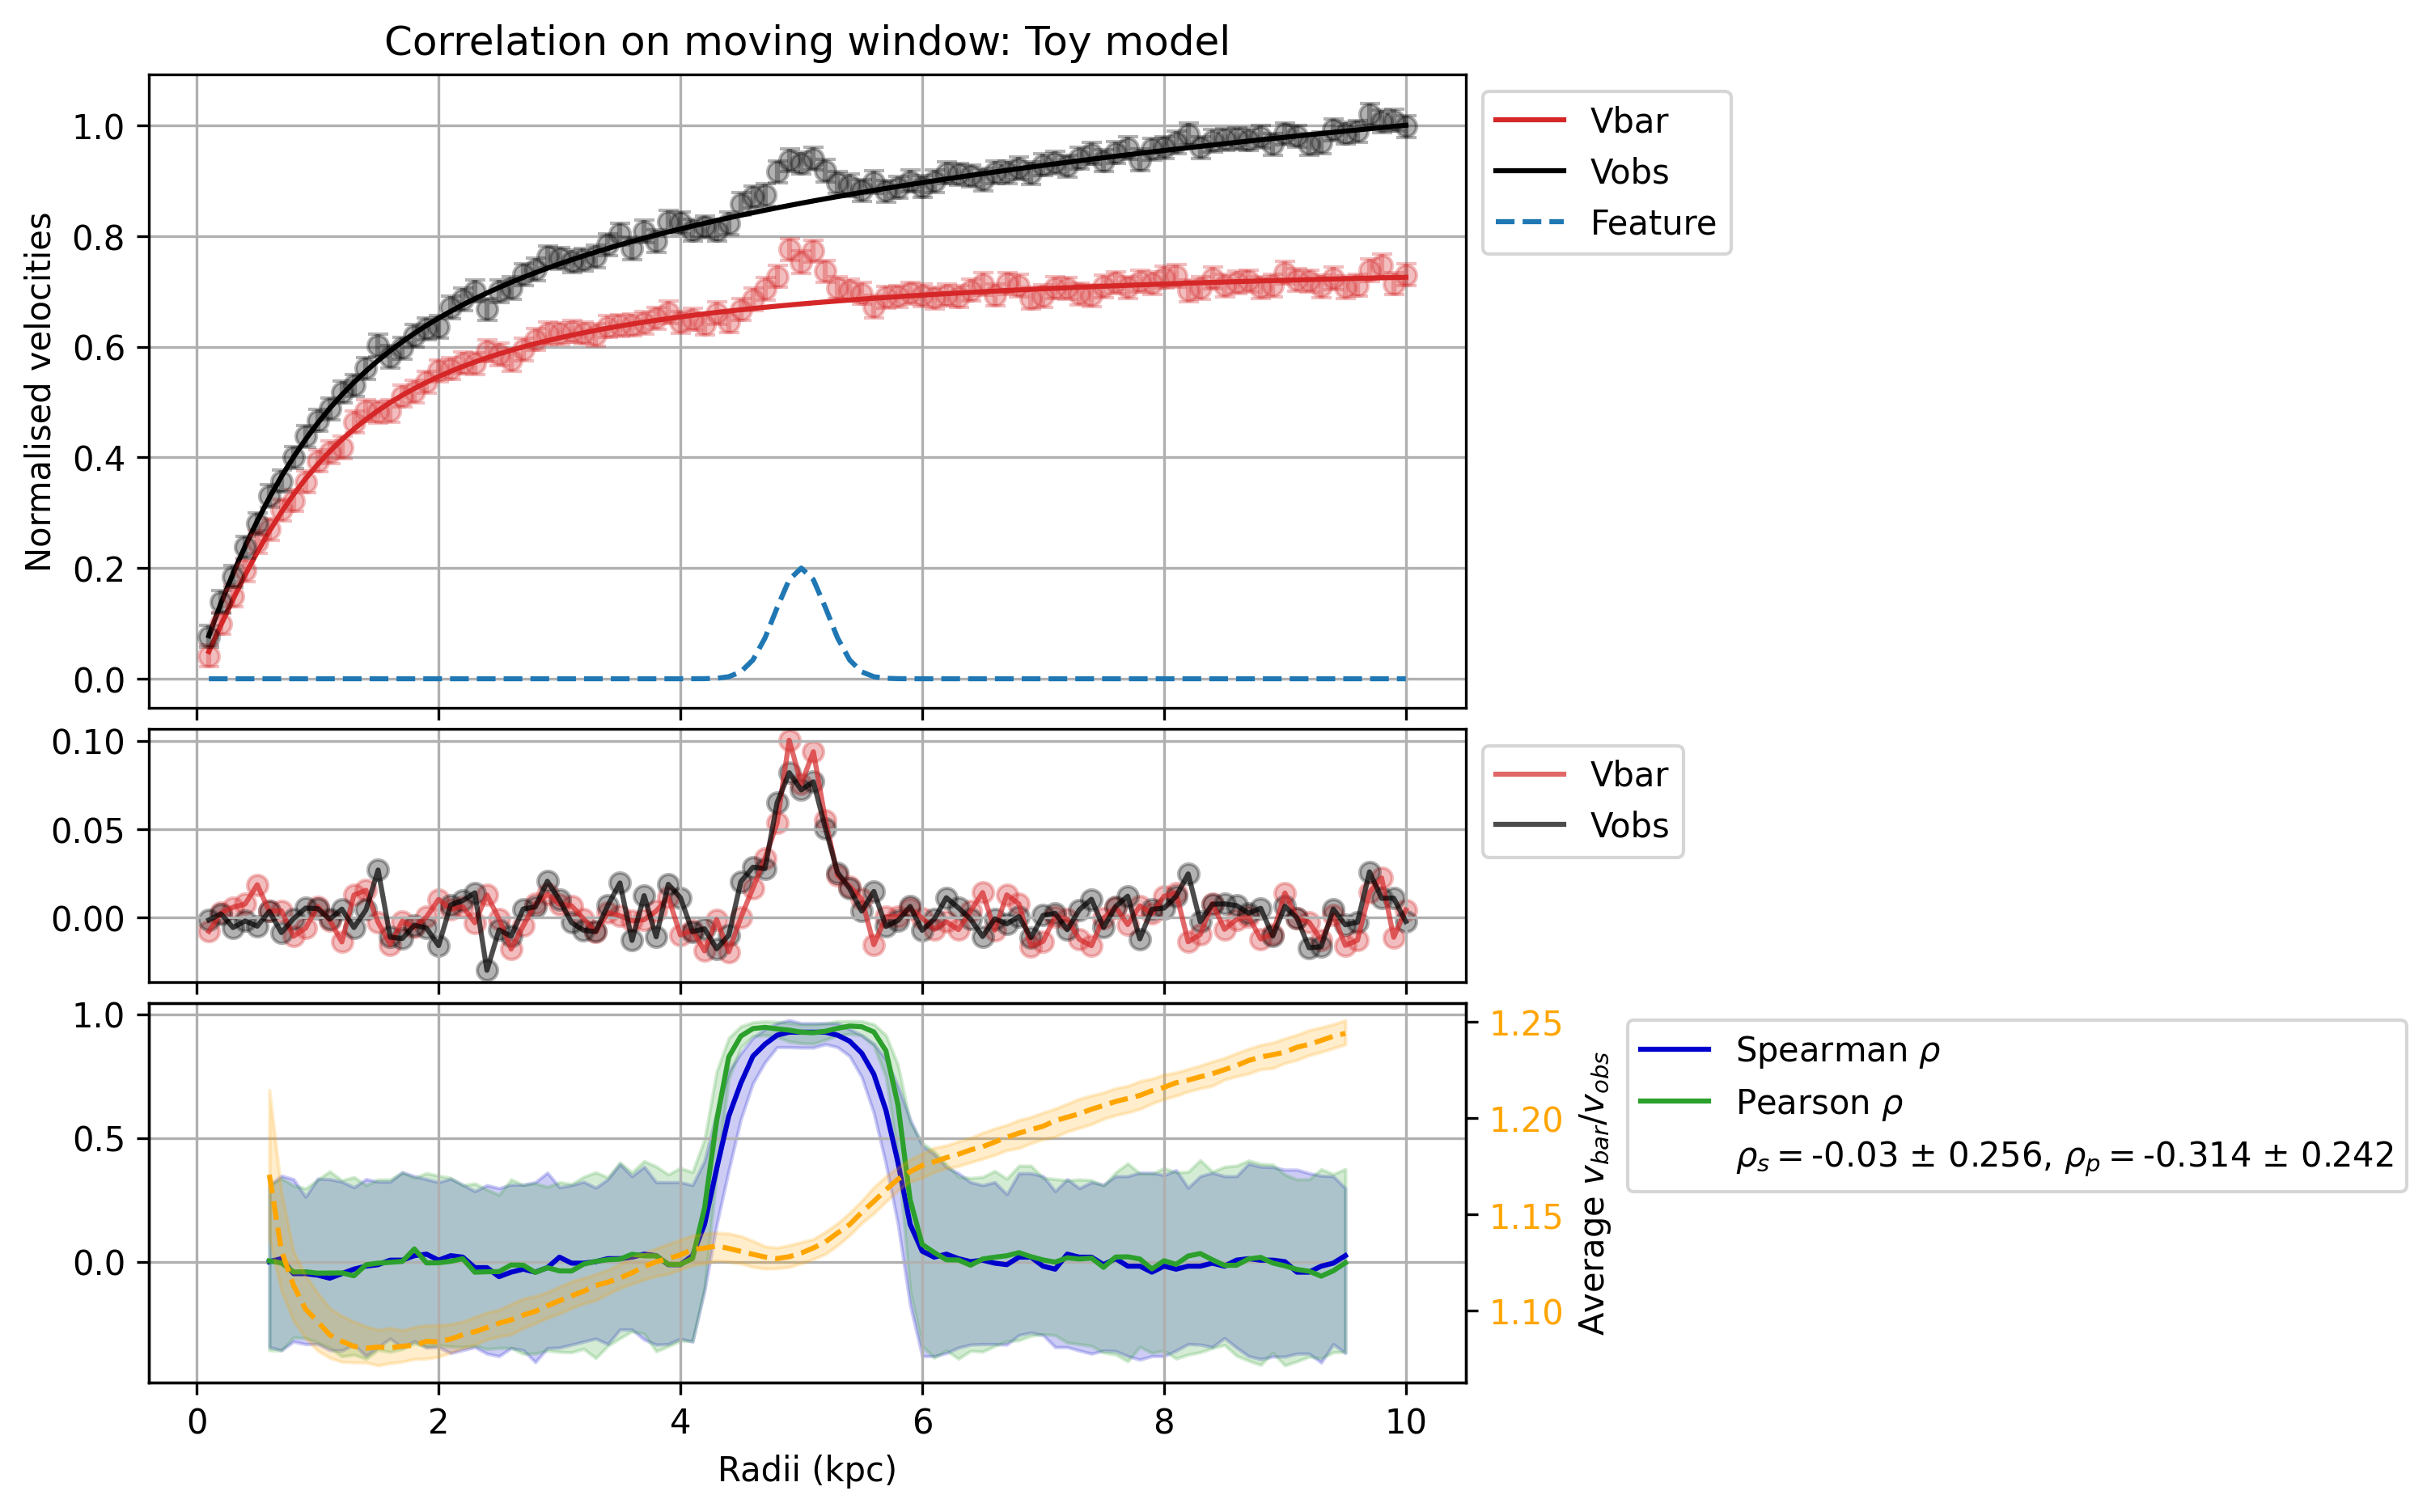 Correlation on moving window: Toy model
Normalised velocities
1.0
0.8
0.6
0.4
0.2
0.0
Vbar
Vobs
Feature
0.10
0.05
0.00
Vbar
Vobs
1.0
0.5
0.0
1.25
1.20
1.15
1.10
Average v_bar/v_obs
Spearman ρ
Pearson ρ
ρ_s = -0.03 ± 0.256, ρ_p = -0.314 ± 0.242
0 2 4 6 8 10
Radii (kpc)